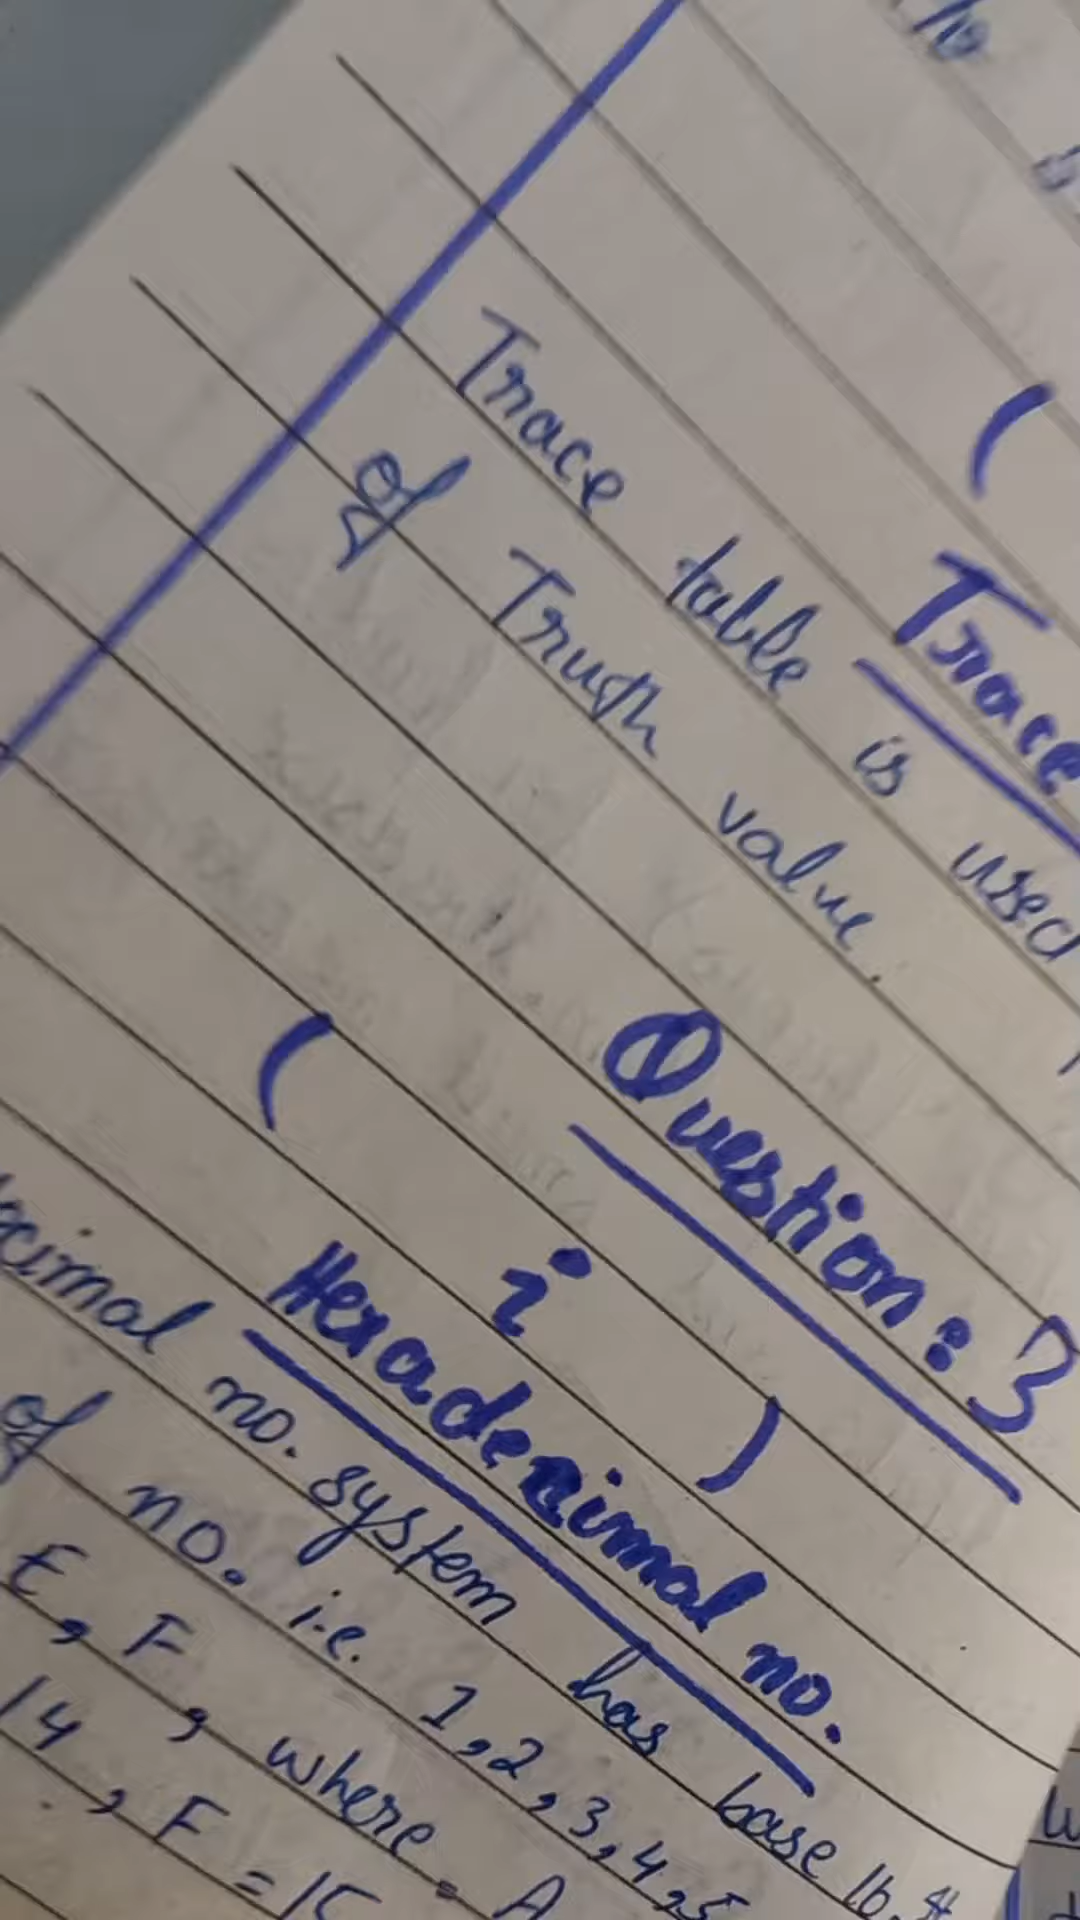 ( Trace
Trace table is used
of Truth value.
Question: 3
( i )
Hexadecimal no.
no. system has base 16.
of no. i.e. 1,2,3,4,5
E, F, where A
14, F = 15